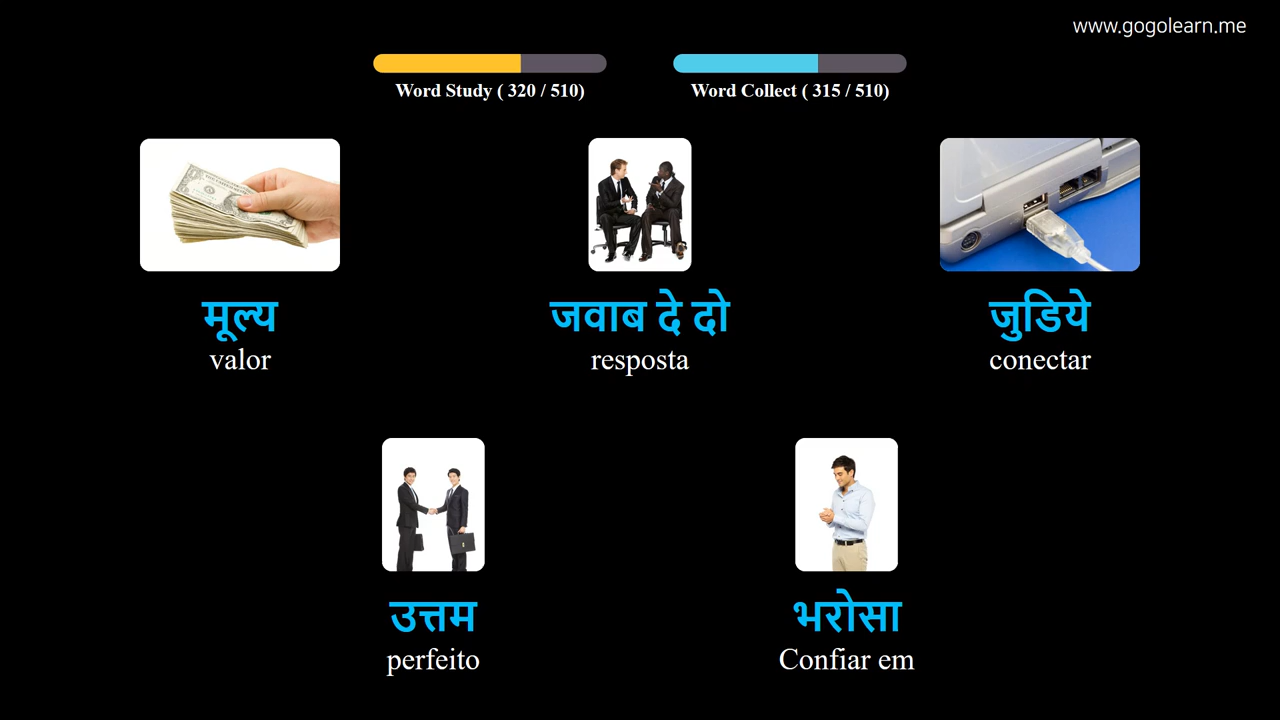 www.gogolearn.me
Word Study ( 320 / 510)
Word Collect ( 315 / 510)
मूल्य
valor
जवाब दे दो
resposta
जुडिये
conectar
उत्तम
perfeito
भरोसा
Confiar em